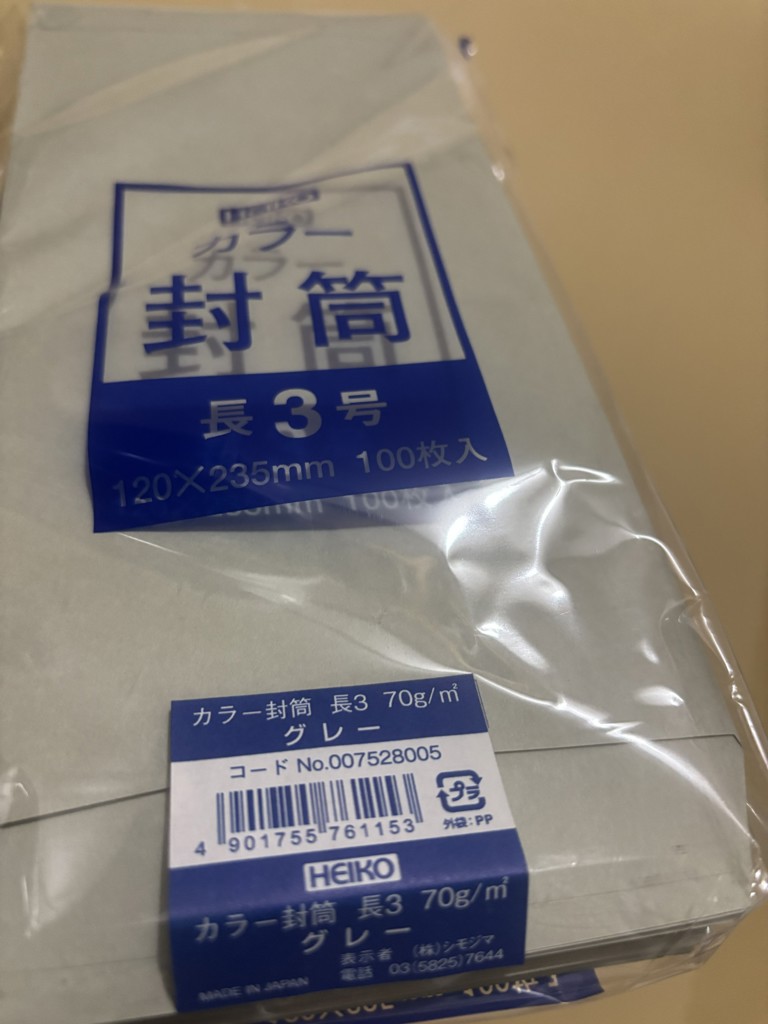 カラー
封筒
長3号
120×235mm 100枚入
カラー封筒 長3 70g/㎡
グレー
コード No.007528005
4 901755 761153
プラ
外袋:PP
HEIKO
カラー封筒 長3 70g/㎡
グレー
表示者 (株)シモジマ
電話 03(5825)7644
MADE IN JAPAN